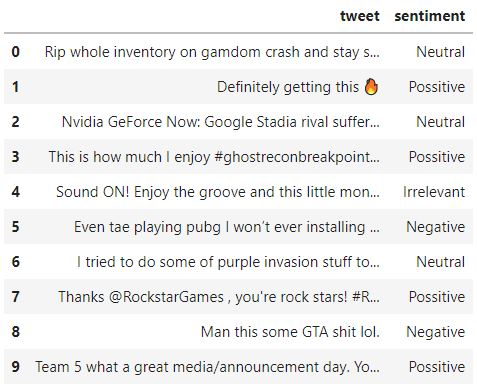 tweet sentiment
0 Rip whole inventory on gamdom crash and stay s... Neutral
1 Definitely getting this 🔥 Possitive
2 Nvidia GeForce Now: Google Stadia rival suffer... Neutral
3 This is how much I enjoy #ghostreconbreakpoint... Possitive
4 Sound ON! Enjoy the groove and this little mon... Irrelevant
5 Even tae playing pubg I won’t ever installing ... Negative
6 I tried to do some of purple invasion stuff to... Neutral
7 Thanks @RockstarGames , you're rock stars! #R... Possitive
8 Man this some GTA shit lol. Negative
9 Team 5 what a great media/announcement day. Yo... Possitive